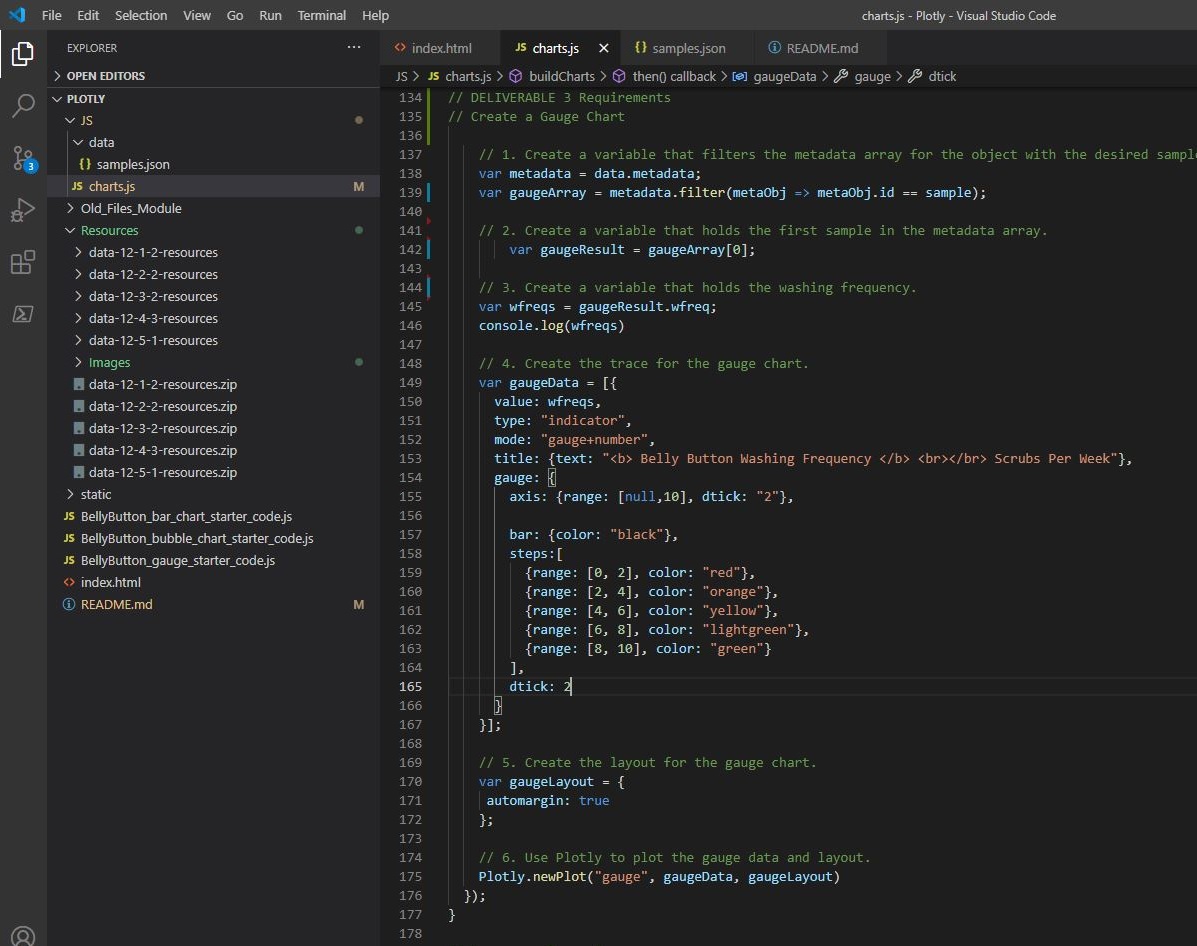 File Edit Selection View Go Run Terminal Help charts.js - Plotly - Visual Studio Code
EXPLORER ···
OPEN EDITORS
PLOTLY
JS
data
{} samples.json
JS charts.js M
Old_Files_Module
Resources
data-12-1-2-resources
data-12-2-2-resources
data-12-3-2-resources
data-12-4-3-resources
data-12-5-1-resources
Images
data-12-1-2-resources.zip
data-12-2-2-resources.zip
data-12-3-2-resources.zip
data-12-4-3-resources.zip
data-12-5-1-resources.zip
static
JS BellyButton_bar_chart_starter_code.js
JS BellyButton_bubble_chart_starter_code.js
JS BellyButton_gauge_starter_code.js
<> index.html
README.md M
3
<> index.html JS charts.js × {} samples.json README.md
JS > JS charts.js > buildCharts > then() callback > gaugeData > gauge > dtick
134 // DELIVERABLE 3 Requirements
135 // Create a Gauge Chart
136
137 // 1. Create a variable that filters the metadata array for the object with the desired sampl
138 var metadata = data.metadata;
139 var gaugeArray = metadata.filter(metaObj => metaObj.id == sample);
140
141 // 2. Create a variable that holds the first sample in the metadata array.
142 var gaugeResult = gaugeArray[0];
143
144 // 3. Create a variable that holds the washing frequency.
145 var wfreqs = gaugeResult.wfreq;
146 console.log(wfreqs)
147
148 // 4. Create the trace for the gauge chart.
149 var gaugeData = [{
150 value: wfreqs,
151 type: "indicator",
152 mode: "gauge+number",
153 title: {text: "<b> Belly Button Washing Frequency </b> <br></br> Scrubs Per Week"},
154 gauge: {
155 axis: {range: [null,10], dtick: "2"},
156
157 bar: {color: "black"},
158 steps:[
159 {range: [0, 2], color: "red"},
160 {range: [2, 4], color: "orange"},
161 {range: [4, 6], color: "yellow"},
162 {range: [6, 8], color: "lightgreen"},
163 {range: [8, 10], color: "green"}
164 ],
165 dtick: 2
166 }
167 }];
168
169 // 5. Create the layout for the gauge chart.
170 var gaugeLayout = {
171 automargin: true
172 };
173
174 // 6. Use Plotly to plot the gauge data and layout.
175 Plotly.newPlot("gauge", gaugeData, gaugeLayout)
176 });
177 }
178